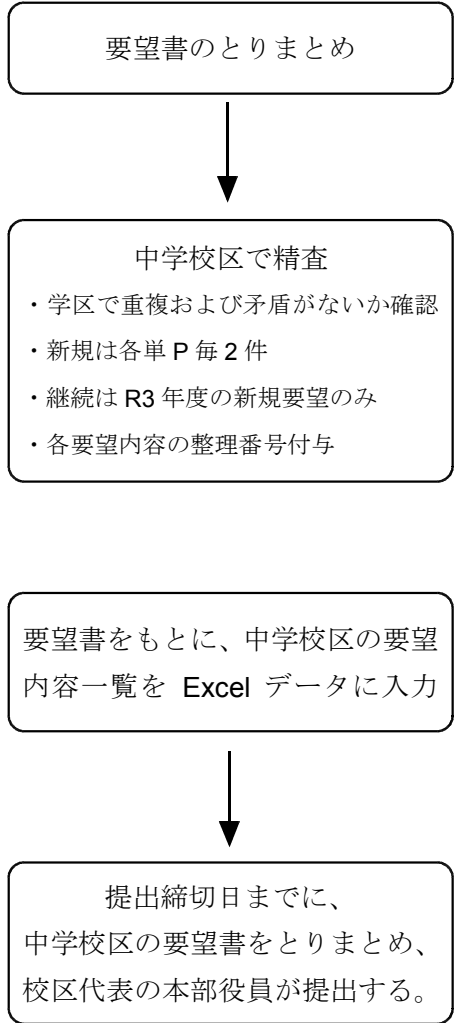 要望書のとりまとめ
中学校区で精査
・学区で重複および矛盾がないか確認
・新規は各単 P 毎 2 件
・継続は R3 年度の新規要望のみ
・各要望内容の整理番号付与
要望書をもとに、中学校区の要望
内容一覧を Excel データに入力
提出締切日までに、
中学校区の要望書をとりまとめ、
校区代表の本部役員が提出する。